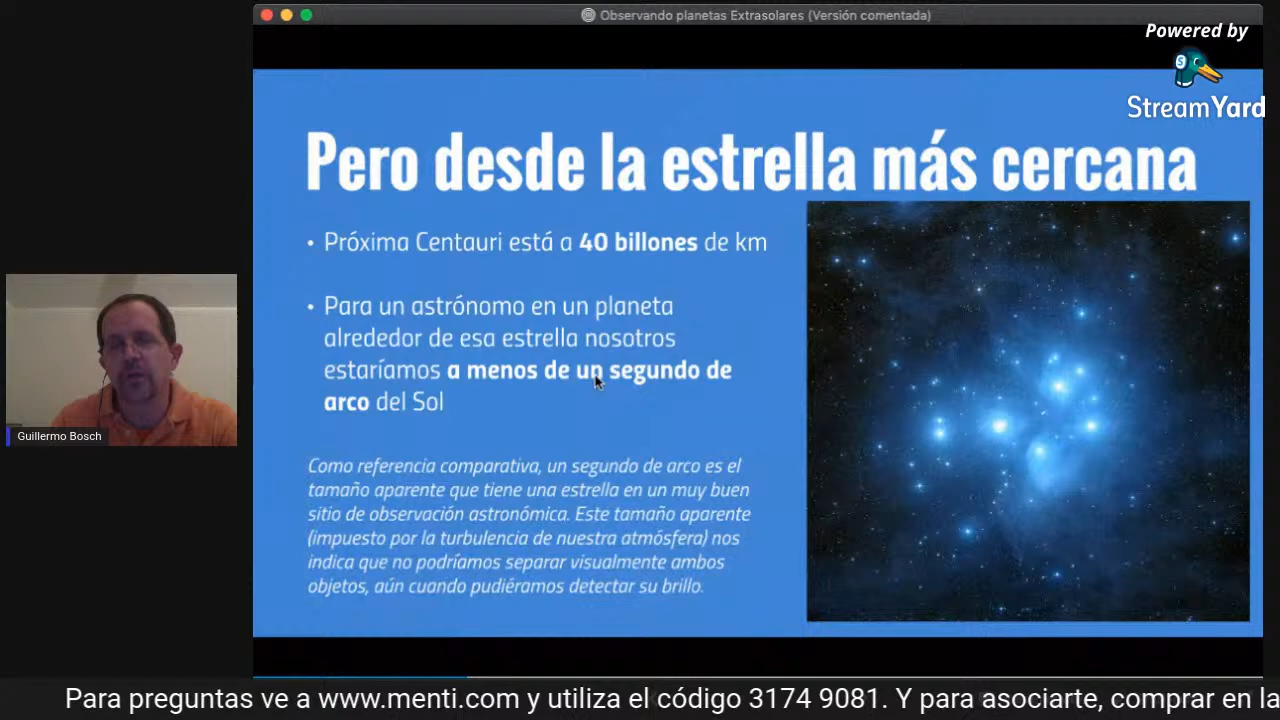 Observando planetas Extrasolares (Versión comentada)
Powered by
StreamYard
Pero desde la estrella más cercana
• Próxima Centauri está a 40 billones de km
• Para un astrónomo en un planeta
alrededor de esa estrella nosotros
estaríamos a menos de un segundo de
arco del Sol
Como referencia comparativa, un segundo de arco es el
tamaño aparente que tiene una estrella en un muy buen
sitio de observación astronómica. Este tamaño aparente
(impuesto por la turbulencia de nuestra atmósfera) nos
indica que no podríamos separar visualmente ambos
objetos, aún cuando pudiéramos detectar su brillo.
Guillermo Bosch
Para preguntas ve a www.menti.com y utiliza el código 3174 9081. Y para asociarte, comprar en la